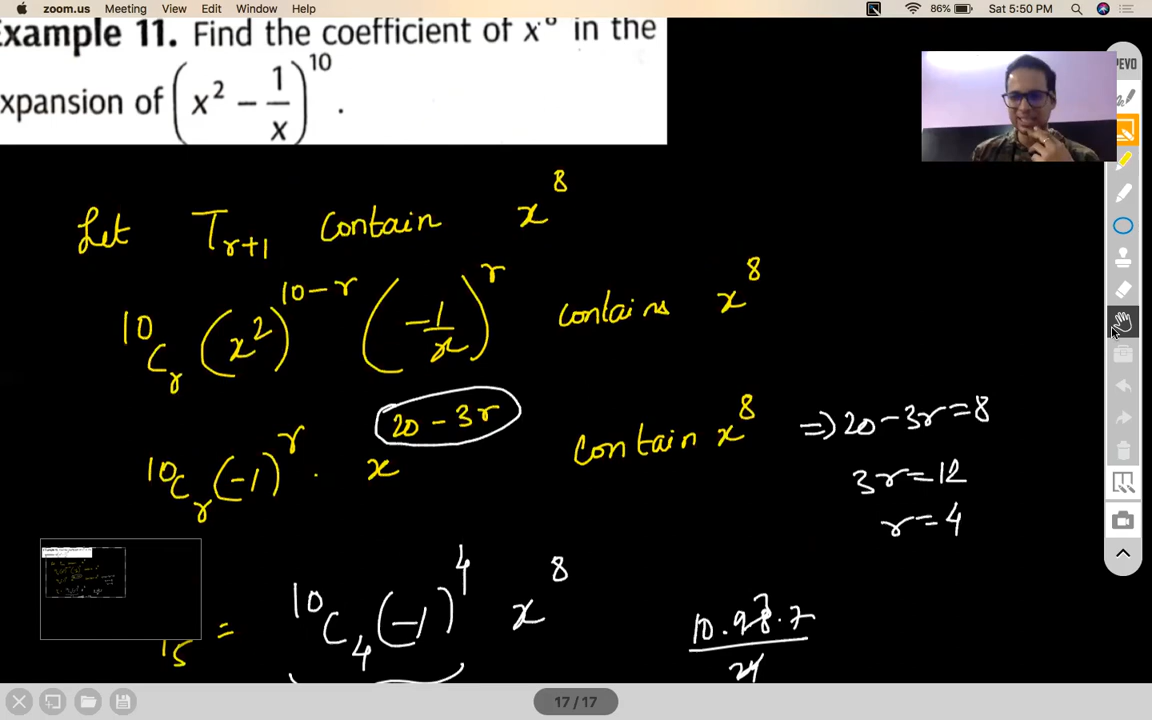 zoom.us Meeting View Edit Window Help 86% Sat 5:50 PM
Example 11. Find the coefficient of x⁸ in the
xpansion of (x² − 1/x)¹⁰ .
IPEVO
Let T_{r+1} contain x⁸
¹⁰C_r (x²)^{10−r} (−1/x)^r contains x⁸
¹⁰C_r (−1)^r · x^{20−3r} contain x⁸ ⇒ 20−3r=8
3r=12
r=4
T₅ = ¹⁰C₄ (−1)⁴ x⁸
10.9.8.7/24
17 / 17